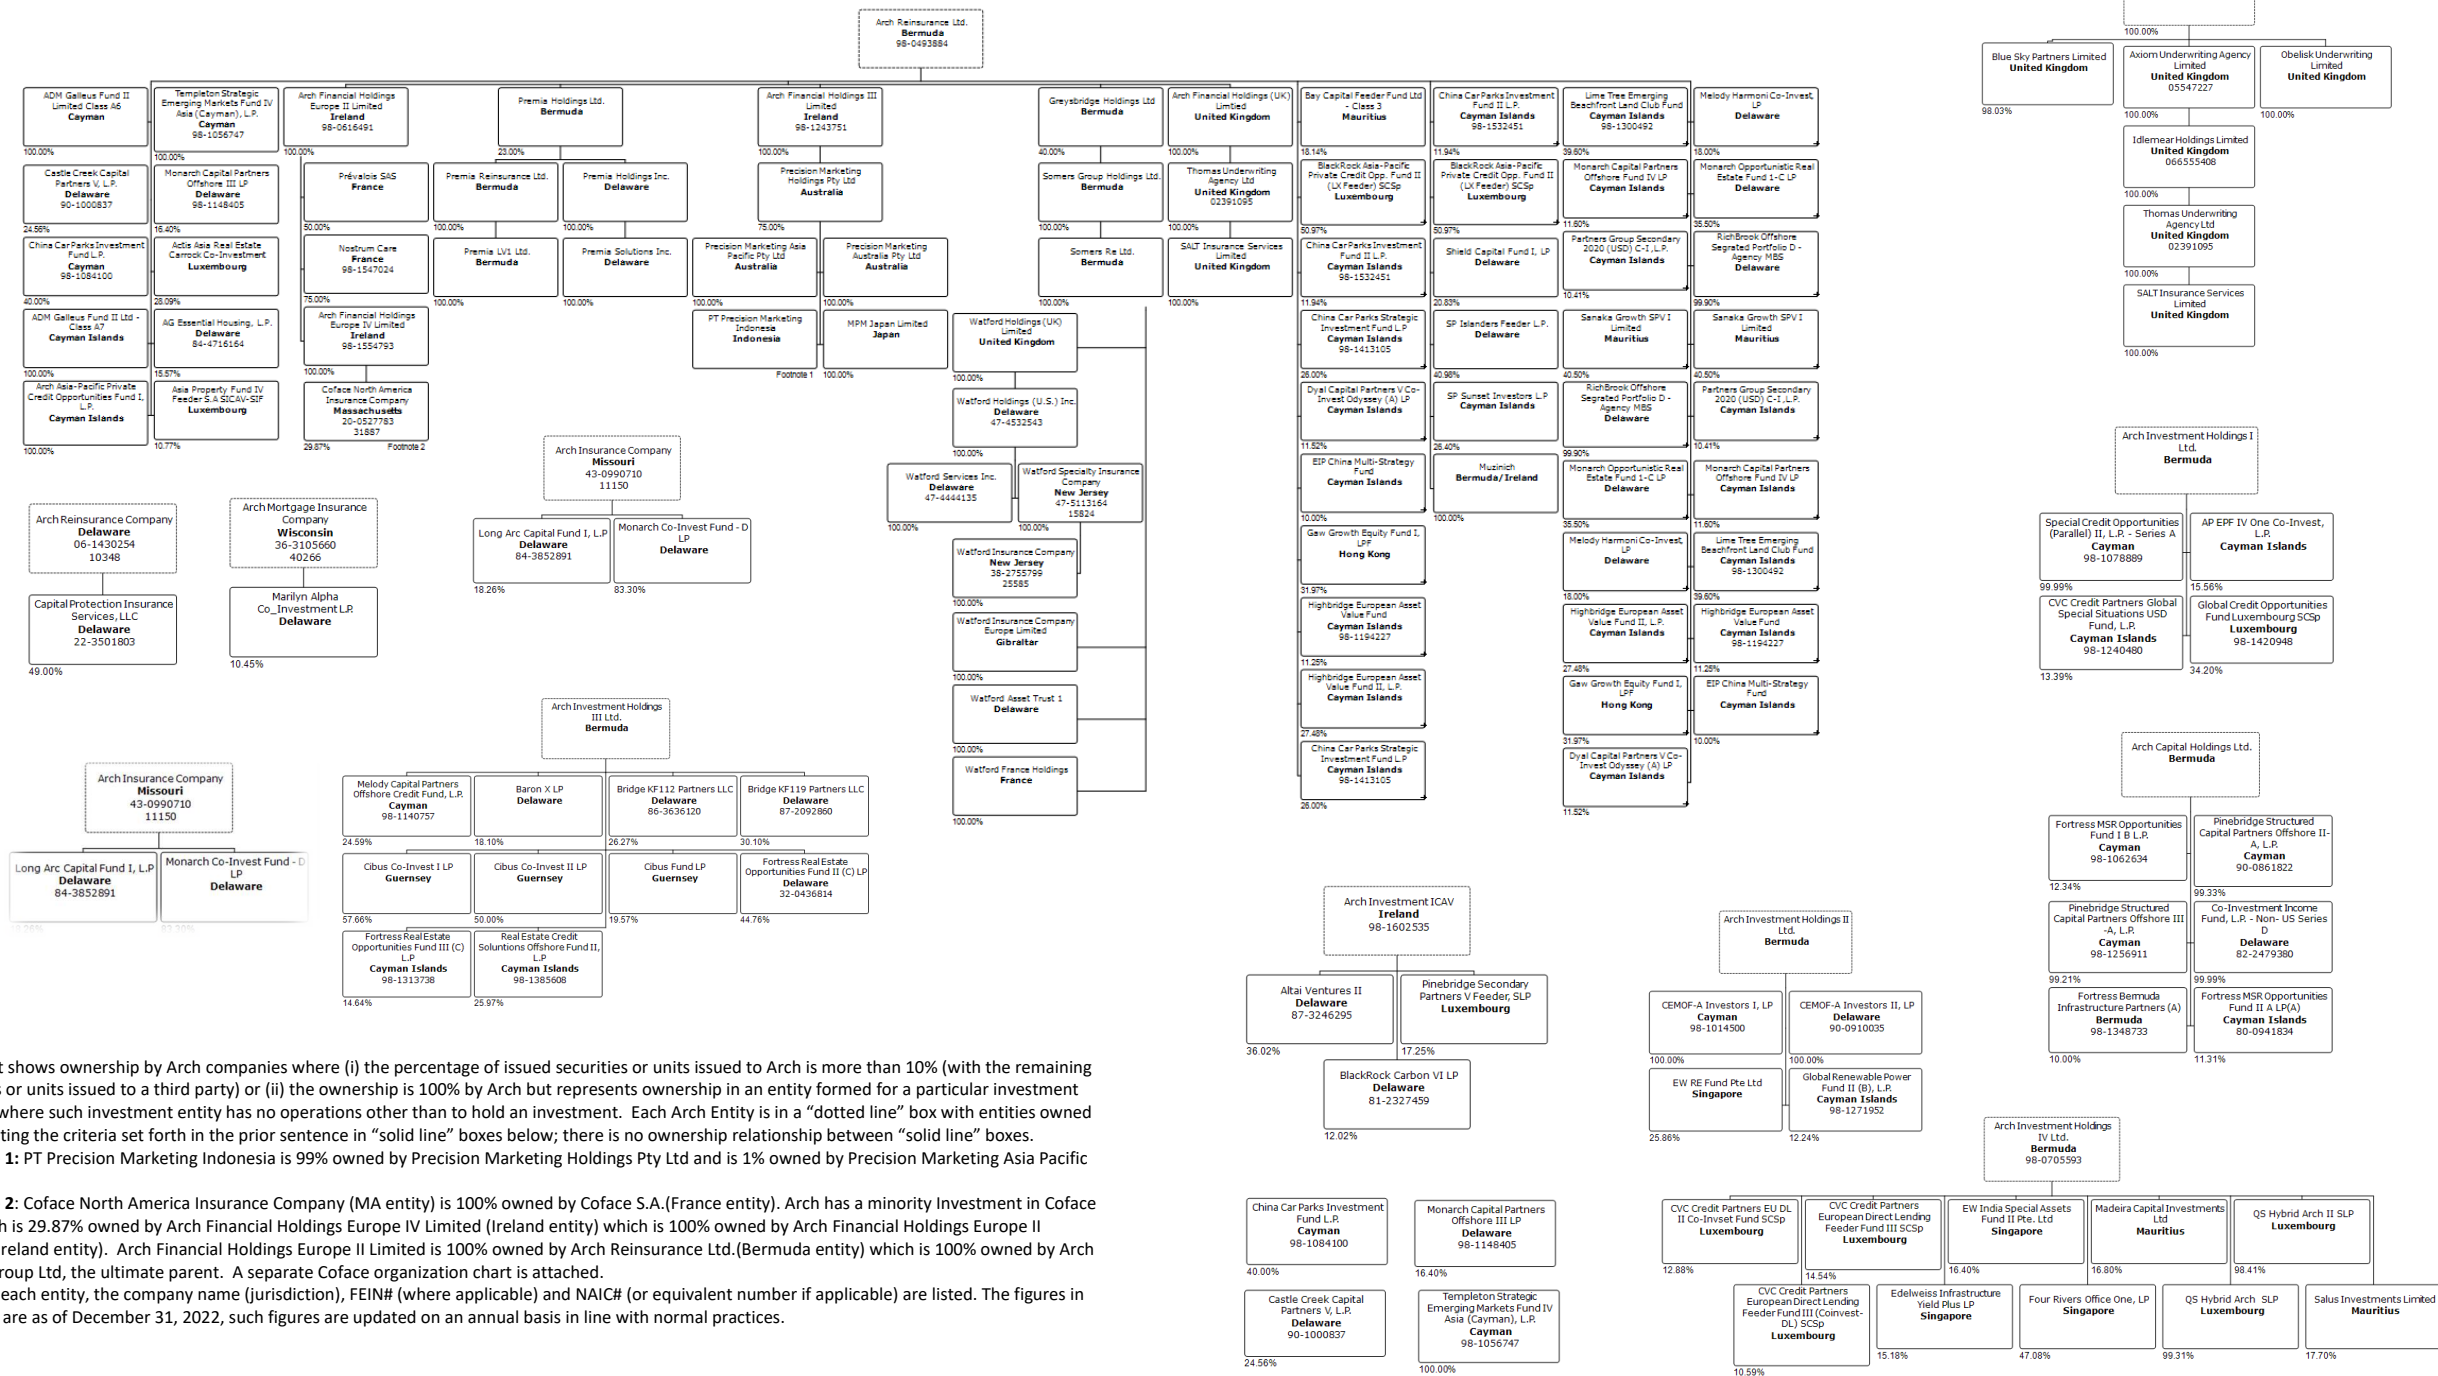 Arch Reinsurance Ltd.
Bermuda
98-0493884
100.00%
Blue Sky Partners Limited
United Kingdom
98.03%
Axiom Underwriting Agency
Limited
United Kingdom
05547227
100.00%
Obelisk Underwriting
Limited
United Kingdom
100.00%
Idlemear Holdings Limited
United Kingdom
066555408
100.00%
Thomas Underwriting
Agency Ltd
United Kingdom
02391095
100.00%
SALT Insurance Services
Limited
United Kingdom
100.00%
ADM Galleus Fund II
Limited Class A6
Cayman
100.00%
Templeton Strategic
Emerging Markets Fund IV
Asia (Cayman), L.P.
Cayman
98-1056747
100.00%
Arch Financial Holdings
Europe II Limited
Ireland
98-0616491
100.00%
Premia Holdings Ltd.
Bermuda
23.00%
Arch Financial Holdings III
Limited
Ireland
98-1243751
100.00%
Greysbridge Holdings Ltd
Bermuda
40.00%
Arch Financial Holdings (UK)
Limtied
United Kingdom
100.00%
Bay Capital Feeder Fund Ltd
- Class 3
Mauritius
18.14%
China Car Parks Investment
Fund II L.P.
Cayman Islands
98-1532451
11.94%
Lime Tree Emerging
Beachfront Land Club Fund
Cayman Islands
98-1300492
39.60%
Melody Harmoni Co-Invest,
LP
Delaware
18.00%
Castle Creek Capital
Partners V, L.P.
Delaware
90-1000837
24.56%
Monarch Capital Partners
Offshore III LP
Delaware
98-1148405
16.40%
Prévalois SAS
France
50.00%
Premia Reinsurance Ltd.
Bermuda
100.00%
Premia Holdings Inc.
Delaware
100.00%
Precision Marketing
Holdings Pty Ltd
Australia
75.00%
Somers Group Holdings Ltd.
Bermuda
100.00%
Thomas Underwriting
Agency Ltd
United Kingdom
02391095
100.00%
BlackRock Asia-Pacific
Private Credit Opp. Fund II
(LX Feeder) SCSp
Luxembourg
50.97%
BlackRock Asia-Pacific
Private Credit Opp. Fund II
(LX Feeder) SCSp
Luxembourg
50.97%
Monarch Capital Partners
Offshore Fund IV LP
Cayman Islands
11.60%
Monarch Opportunistic Real
Estate Fund 1-C LP
Delaware
35.50%
China Car Parks Investment
Fund L.P.
Cayman
98-1084100
40.00%
Actis Asia Real Estate
Carrock Co-Investment
Luxembourg
28.09%
Nostrum Care
France
98-1547024
75.00%
Premia LV1 Ltd.
Bermuda
100.00%
Premia Solutions Inc.
Delaware
100.00%
Precision Marketing Asia
Pacific Pty Ltd
Australia
100.00%
Precision Marketing
Australia Pty Ltd
Australia
100.00%
Somers Re Ltd.
Bermuda
100.00%
SALT Insurance Services
Limited
United Kingdom
100.00%
China Car Parks Investment
Fund II L.P.
Cayman Islands
98-1532451
11.94%
Shield Capital Fund I, LP
Delaware
20.83%
Partners Group Secondary
2020 (USD) C-I ,L.P.
Cayman Islands
10.41%
RichBrook Offshore
Segrated Portfolio D -
Agency MBS
Delaware
99.90%
ADM Galleus Fund II Ltd -
Class A7
Cayman Islands
100.00%
AG Essential Housing, L.P.
Delaware
84-4716164
15.57%
Arch Financial Holdings
Europe IV Limited
Ireland
98-1554793
100.00%
PT Precision Marketing
Indonesia
Indonesia
Footnote 1
MPM Japan Limited
Japan
100.00%
Watford Holdings (UK)
Limited
United Kingdom
100.00%
China Car Parks Strategic
Investment Fund L.P
Cayman Islands
98-1413105
26.00%
SP Islanders Feeder L.P.
Delaware
40.98%
Sanaka Growth SPV I
Limited
Mauritius
40.50%
Sanaka Growth SPV I
Limited
Mauritius
40.50%
Arch Asia-Pacific Private
Credit Opportunities Fund I,
L.P.
Cayman Islands
100.00%
Asia Property Fund IV
Feeder S.A SICAV-SIF
Luxembourg
10.77%
Coface North America
Insurance Company
Massachusetts
20-0527783
31887
29.87%
Footnote 2
Watford Holdings (U.S.) Inc.
Delaware
47-4532543
100.00%
Dyal Capital Partners V Co-
Invest Odyssey (A) LP
Cayman Islands
11.52%
SP Sunset Investors L.P
Cayman Islands
26.40%
RichBrook Offshore
Segrated Portfolio D -
Agency MBS
Delaware
99.90%
Partners Group Secondary
2020 (USD) C-I ,L.P.
Cayman Islands
10.41%
Watford Services Inc.
Delaware
47-4444135
100.00%
Watford Specialty Insurance
Company
New Jersey
47-5113164
15824
100.00%
EIP China Multi-Strategy
Fund
Cayman Islands
10.00%
Muzinich
Bermuda/Ireland
100.00%
Monarch Opportunistic Real
Estate Fund 1-C LP
Delaware
35.50%
Monarch Capital Partners
Offshore Fund IV LP
Cayman Islands
11.60%
Watford Insurance Company
New Jersey
38-2755799
25585
100.00%
Gaw Growth Equity Fund I,
LPF
Hong Kong
31.97%
Melody Harmoni Co-Invest,
LP
Delaware
18.00%
Lime Tree Emerging
Beachfront Land Club Fund
Cayman Islands
98-1300492
39.60%
Watford Insurance Company
Europe Limited
Gibraltar
100.00%
Highbridge European Asset
Value Fund
Cayman Islands
98-1194227
11.25%
Highbridge European Asset
Value Fund II, L.P.
Cayman Islands
27.48%
Highbridge European Asset
Value Fund
Cayman Islands
98-1194227
11.25%
Watford Asset Trust 1
Delaware
100.00%
Highbridge European Asset
Value Fund II, L.P.
Cayman Islands
27.48%
Gaw Growth Equity Fund I,
LPF
Hong Kong
31.97%
EIP China Multi-Strategy
Fund
Cayman Islands
10.00%
Watford France Holdings
France
100.00%
China Car Parks Strategic
Investment Fund L.P
Cayman Islands
98-1413105
26.00%
Dyal Capital Partners V Co-
Invest Odyssey (A) LP
Cayman Islands
11.52%
Arch Reinsurance Company
Delaware
06-1430254
10348
Capital Protection Insurance
Services, LLC
Delaware
22-3501803
49.00%
Arch Mortgage Insurance
Company
Wisconsin
36-3105660
40266
Marilyn Alpha
Co_Investment L.P.
Delaware
10.45%
Arch Insurance Company
Missouri
43-0990710
11150
Long Arc Capital Fund I, L.P
Delaware
84-3852891
18.26%
Monarch Co-Invest Fund - D
LP
Delaware
83.30%
Arch Investment Holdings I
Ltd.
Bermuda
Special Credit Opportunities
(Parallel) II, L.P. - Series A
Cayman
98-1078889
99.99%
AP EPF IV One Co-Invest,
L.P.
Cayman Islands
15.56%
CVC Credit Partners Global
Special Situations USD
Fund, L.P.
Cayman Islands
98-1240480
13.39%
Global Credit Opportunities
Fund Luxembourg SCSp
Luxembourg
98-1420948
34.20%
Arch Insurance Company
Missouri
43-0990710
11150
Long Arc Capital Fund I, L.P
Delaware
84-3852891
Monarch Co-Invest Fund - D
LP
Delaware
83.30%
Arch Investment Holdings
III Ltd.
Bermuda
Melody Capital Partners
Offshore Credit Fund, L.P.
Cayman
98-1140757
24.59%
Baron X LP
Delaware
18.10%
Bridge KF112 Partners LLC
Delaware
86-3636120
26.27%
Bridge KF119 Partners LLC
Delaware
87-2092860
30.10%
Cibus Co-Invest I LP
Guernsey
57.66%
Cibus Co-Invest II LP
Guernsey
50.00%
Cibus Fund LP
Guernsey
19.57%
Fortress Real Estate
Opportunities Fund II (C) LP
Delaware
32-0436814
44.76%
Fortress Real Estate
Opportunities Fund III (C)
L.P
Cayman Islands
98-1313738
14.64%
Real Estate Credit
Soluntions Offshore Fund II,
L.P
Cayman Islands
98-1385608
25.97%
Arch Capital Holdings Ltd.
Bermuda
Fortress MSR Opportunities
Fund I B L.P.
Cayman
98-1062634
12.34%
Pinebridge Structured
Capital Partners Offshore II-
A, L.P.
Cayman
90-0861822
99.33%
Pinebridge Structured
Capital Partners Offshore III
-A, L.P.
Cayman
98-1256911
99.21%
Co-Investment Income
Fund, L.P. - Non- US Series
D
Delaware
82-2479380
99.99%
Fortress Bermuda
Infrastructure Partners (A)
Bermuda
98-1348733
10.00%
Fortress MSR Opportunities
Fund II A LP(A)
Cayman Islands
80-0941834
11.31%
Arch Investment ICAV
Ireland
98-1602535
Altai Ventures II
Delaware
87-3246295
36.02%
Pinebridge Secondary
Partners V Feeder, SLP
Luxembourg
17.25%
BlackRock Carbon VI LP
Delaware
81-2327459
12.02%
Arch Investment Holdings II
Ltd.
Bermuda
CEMOF-A Investors I, LP
Cayman
98-1014500
100.00%
CEMOF-A Investors II, LP
Delaware
90-0910035
100.00%
EW RE Fund Pte Ltd
Singapore
25.86%
Global Renewable Power
Fund II (B), L.P.
Cayman Islands
98-1271952
12.24%
t shows ownership by Arch companies where (i) the percentage of issued securities or units issued to Arch is more than 10% (with the remaining
s or units issued to a third party) or (ii) the ownership is 100% by Arch but represents ownership in an entity formed for a particular investment
where such investment entity has no operations other than to hold an investment. Each Arch Entity is in a “dotted line” box with entities owned
ting the criteria set forth in the prior sentence in “solid line” boxes below; there is no ownership relationship between “solid line” boxes.
1: PT Precision Marketing Indonesia is 99% owned by Precision Marketing Holdings Pty Ltd and is 1% owned by Precision Marketing Asia Pacific
2: Coface North America Insurance Company (MA entity) is 100% owned by Coface S.A.(France entity). Arch has a minority Investment in Coface
h is 29.87% owned by Arch Financial Holdings Europe IV Limited (Ireland entity) which is 100% owned by Arch Financial Holdings Europe II
reland entity). Arch Financial Holdings Europe II Limited is 100% owned by Arch Reinsurance Ltd.(Bermuda entity) which is 100% owned by Arch
roup Ltd, the ultimate parent. A separate Coface organization chart is attached.
each entity, the company name (jurisdiction), FEIN# (where applicable) and NAIC# (or equivalent number if applicable) are listed. The figures in
are as of December 31, 2022, such figures are updated on an annual basis in line with normal practices.
China Car Parks Investment
Fund L.P.
Cayman
98-1084100
40.00%
Monarch Capital Partners
Offshore III LP
Delaware
98-1148405
16.40%
Castle Creek Capital
Partners V, L.P.
Delaware
90-1000837
24.56%
Templeton Strategic
Emerging Markets Fund IV
Asia (Cayman), L.P.
Cayman
98-1056747
100.00%
Arch Investment Holdings
IV Ltd.
Bermuda
98-0705593
CVC Credit Partners EU DL
II Co-Invset Fund SCSp
Luxembourg
12.88%
CVC Credit Partners
European Direct Lending
Feeder Fund III SCSp
Luxembourg
14.54%
EW India Special Assets
Fund II Pte. Ltd
Singapore
16.40%
Madeira Capital Investments
Ltd
Mauritius
16.80%
QS Hybrid Arch II SLP
Luxembourg
98.41%
CVC Credit Partners
European Direct Lending
Feeder Fund III (Coinvest-
DL) SCSp
Luxembourg
10.59%
Edelweiss Infrastructure
Yield Plus LP
Singapore
15.18%
Four Rivers Office One, LP
Singapore
47.08%
QS Hybrid Arch SLP
Luxembourg
99.31%
Salus Investments Limited
Mauritius
17.70%